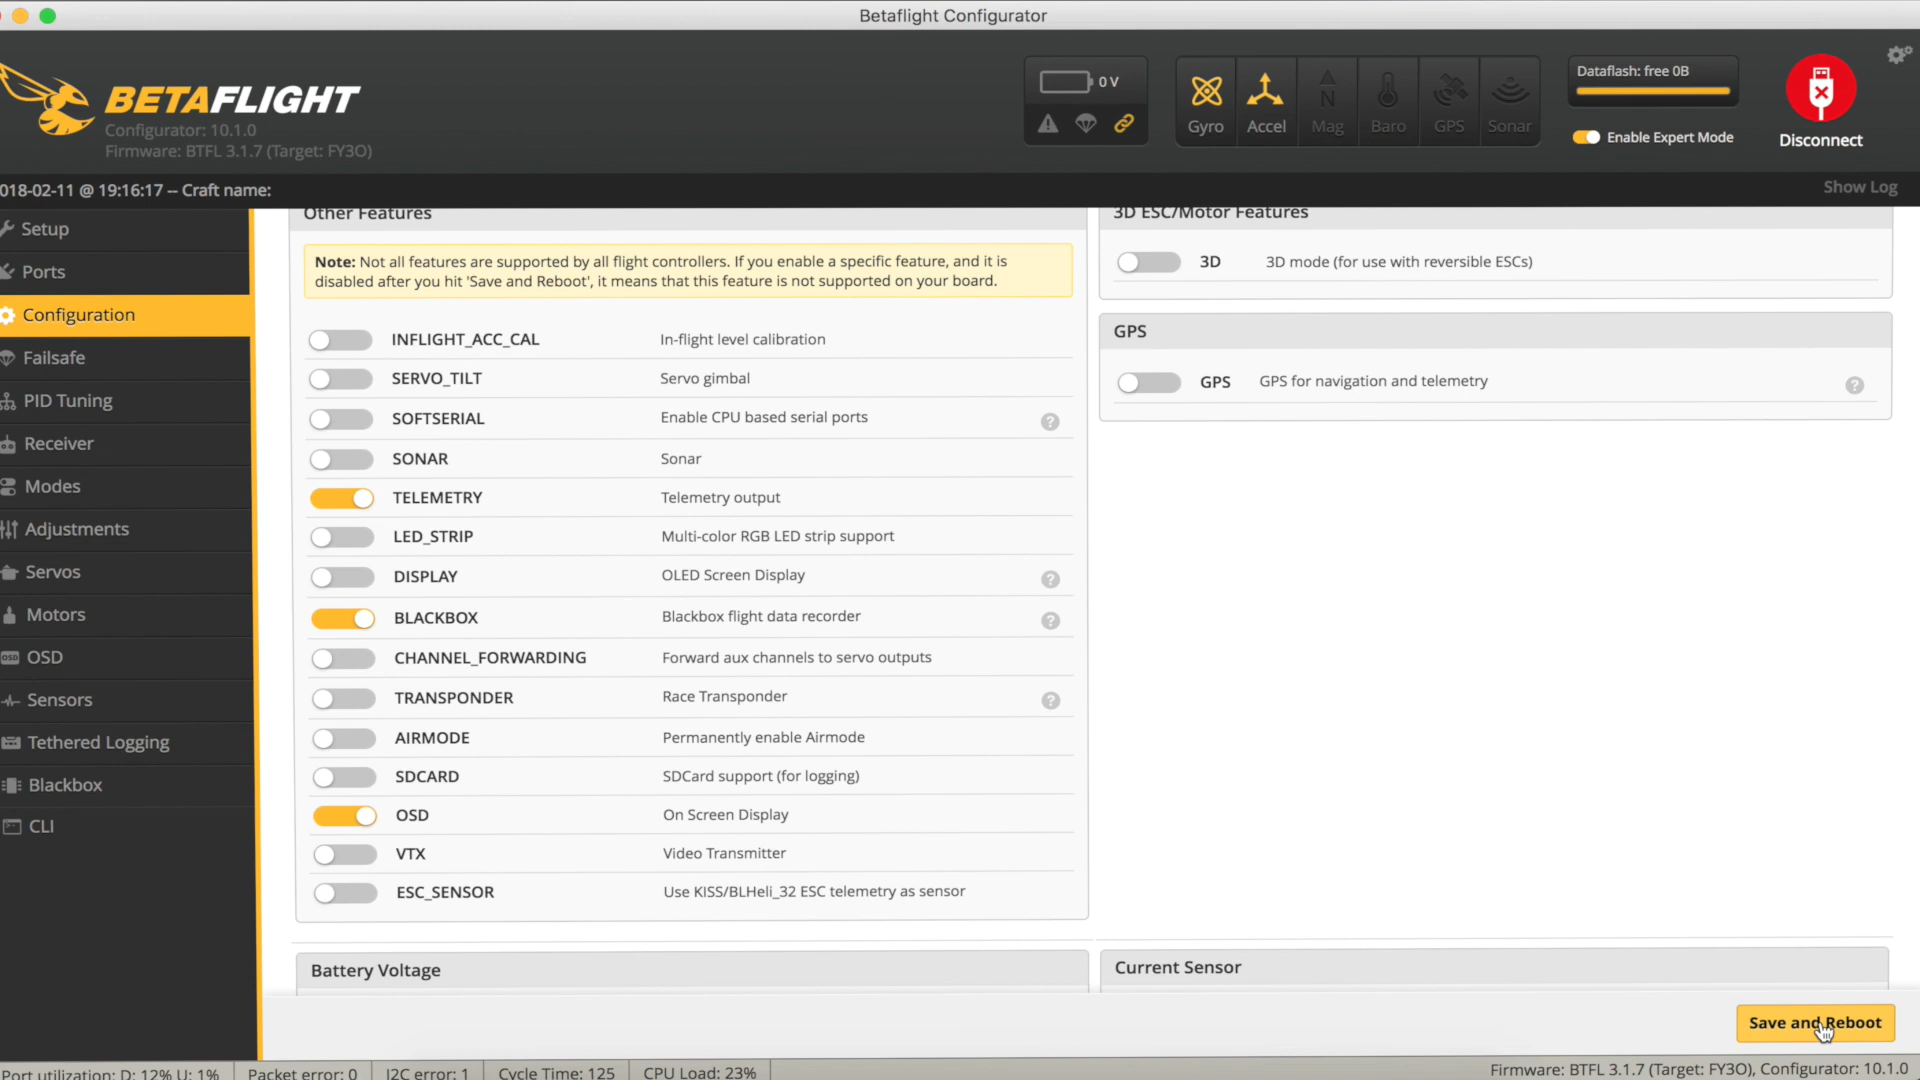 Betaflight Configurator
BETAFLIGHT
Configurator: 10.1.0
Firmware: BTFL 3.1.7 (Target: FY3O)
0 V
Gyro
Accel
N
Mag
Baro
GPS
Sonar
Dataflash: free 0B
Enable Expert Mode
Disconnect
018-02-11 @ 19:16:17 -- Craft name:
Show Log
Setup
Ports
Configuration
Failsafe
PID Tuning
Receiver
Modes
Adjustments
Servos
Motors
OSD OSD
Sensors
Tethered Logging
Blackbox
CLI
Other Features
Note: Not all features are supported by all flight controllers. If you enable a specific feature, and it is
disabled after you hit 'Save and Reboot', it means that this feature is not supported on your board.
INFLIGHT_ACC_CAL In-flight level calibration
SERVO_TILT Servo gimbal
SOFTSERIAL Enable CPU based serial ports ?
SONAR Sonar
TELEMETRY Telemetry output
LED_STRIP Multi-color RGB LED strip support
DISPLAY OLED Screen Display ?
BLACKBOX Blackbox flight data recorder ?
CHANNEL_FORWARDING Forward aux channels to servo outputs
TRANSPONDER Race Transponder ?
AIRMODE Permanently enable Airmode
SDCARD SDCard support (for logging)
OSD On Screen Display
VTX Video Transmitter
ESC_SENSOR Use KISS/BLHeli_32 ESC telemetry as sensor
3D ESC/Motor Features
3D 3D mode (for use with reversible ESCs)
GPS
GPS GPS for navigation and telemetry ?
Battery Voltage
Current Sensor
Save and Reboot
Port utilization: D: 12% U: 1%
Packet error: 0
I2C error: 1
Cycle Time: 125
CPU Load: 23%
Firmware: BTFL 3.1.7 (Target: FY3O), Configurator: 10.1.0